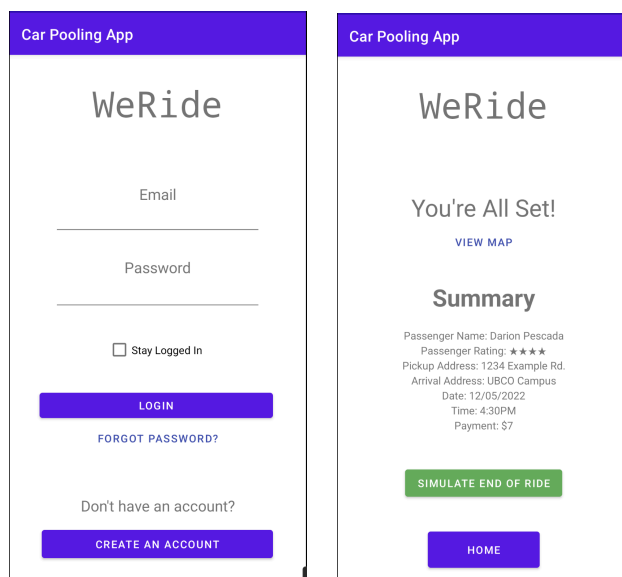 Car Pooling App
WeRide
Email
Password
Stay Logged In
LOGIN
FORGOT PASSWORD?
Don't have an account?
CREATE AN ACCOUNT
Car Pooling App
WeRide
You're All Set!
VIEW MAP
Summary
Passenger Name: Darion Pescada
Passenger Rating: ★★★★
Pickup Address: 1234 Example Rd.
Arrival Address: UBCO Campus
Date: 12/05/2022
Time: 4:30PM
Payment: $7
SIMULATE END OF RIDE
HOME